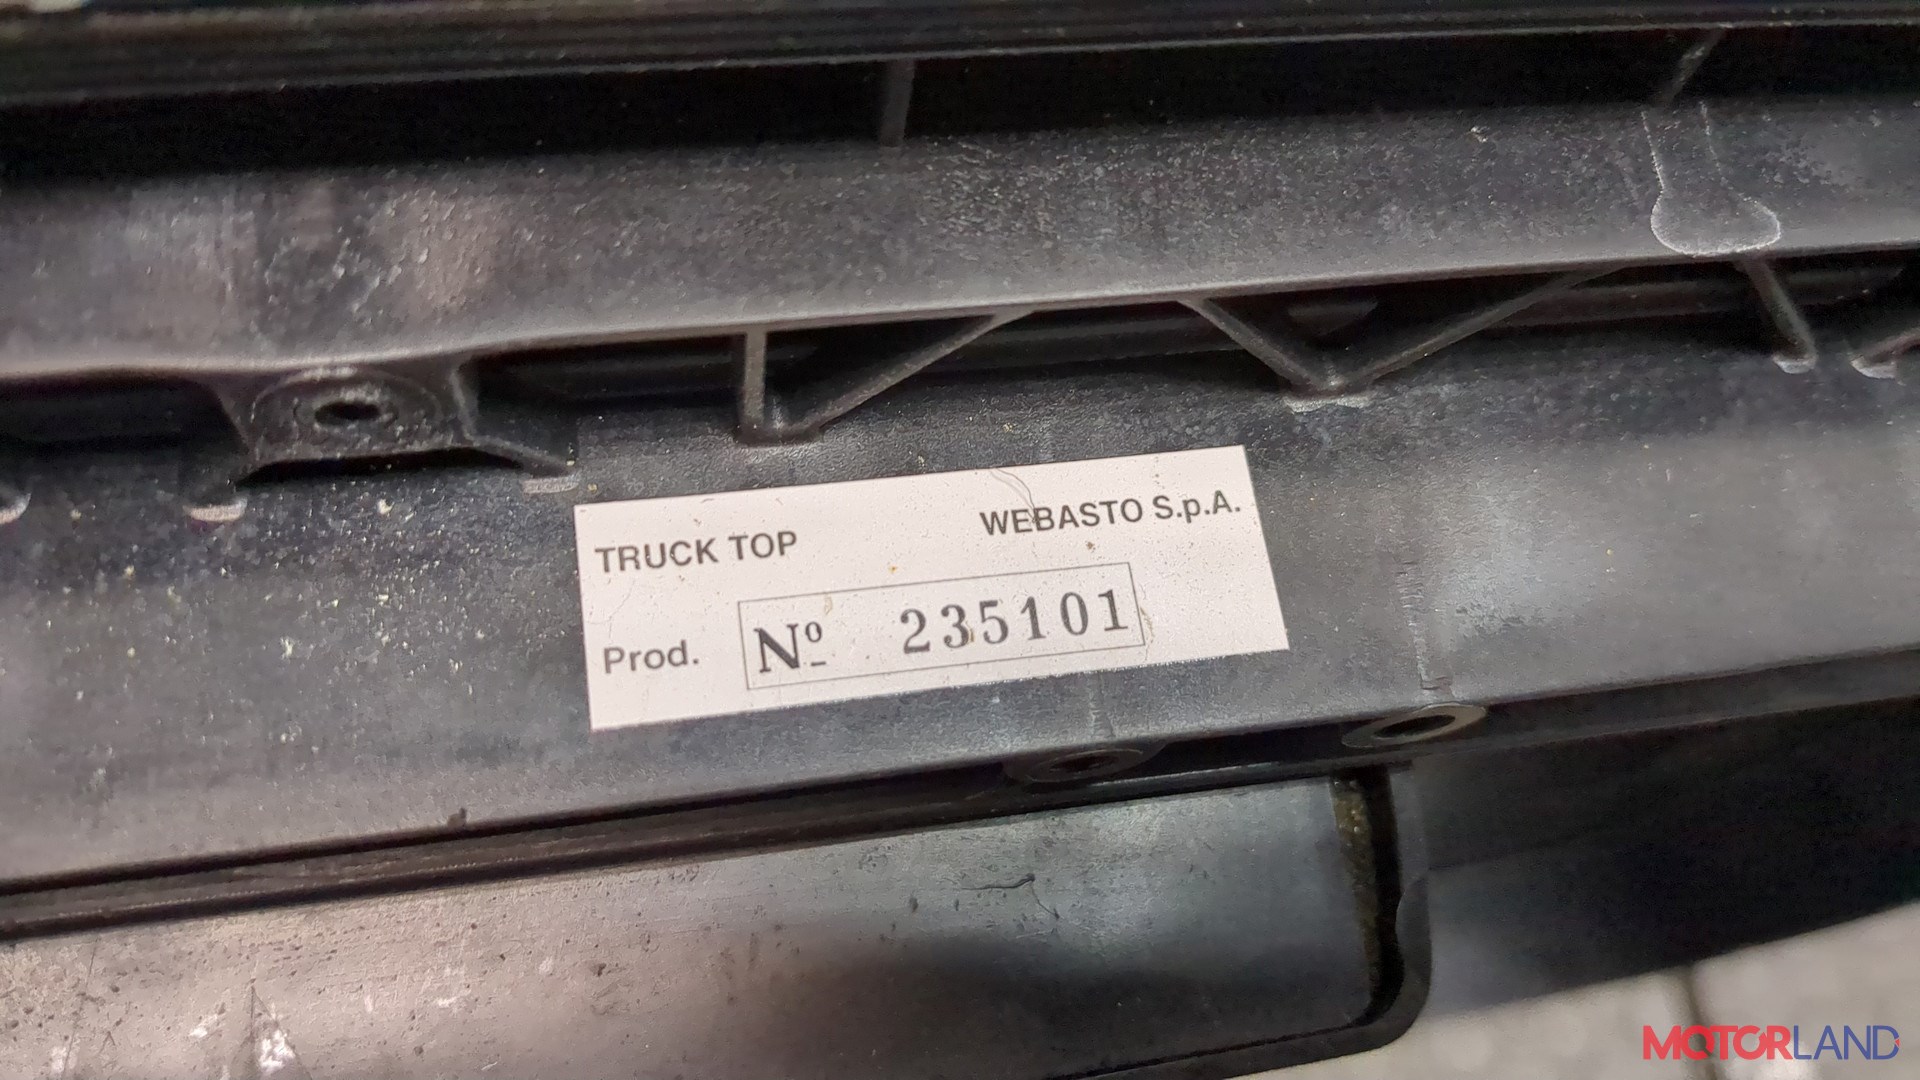 TRUCK TOP
WEBASTO S.p.A.
Prod. Nº 235101
MOTORLAND